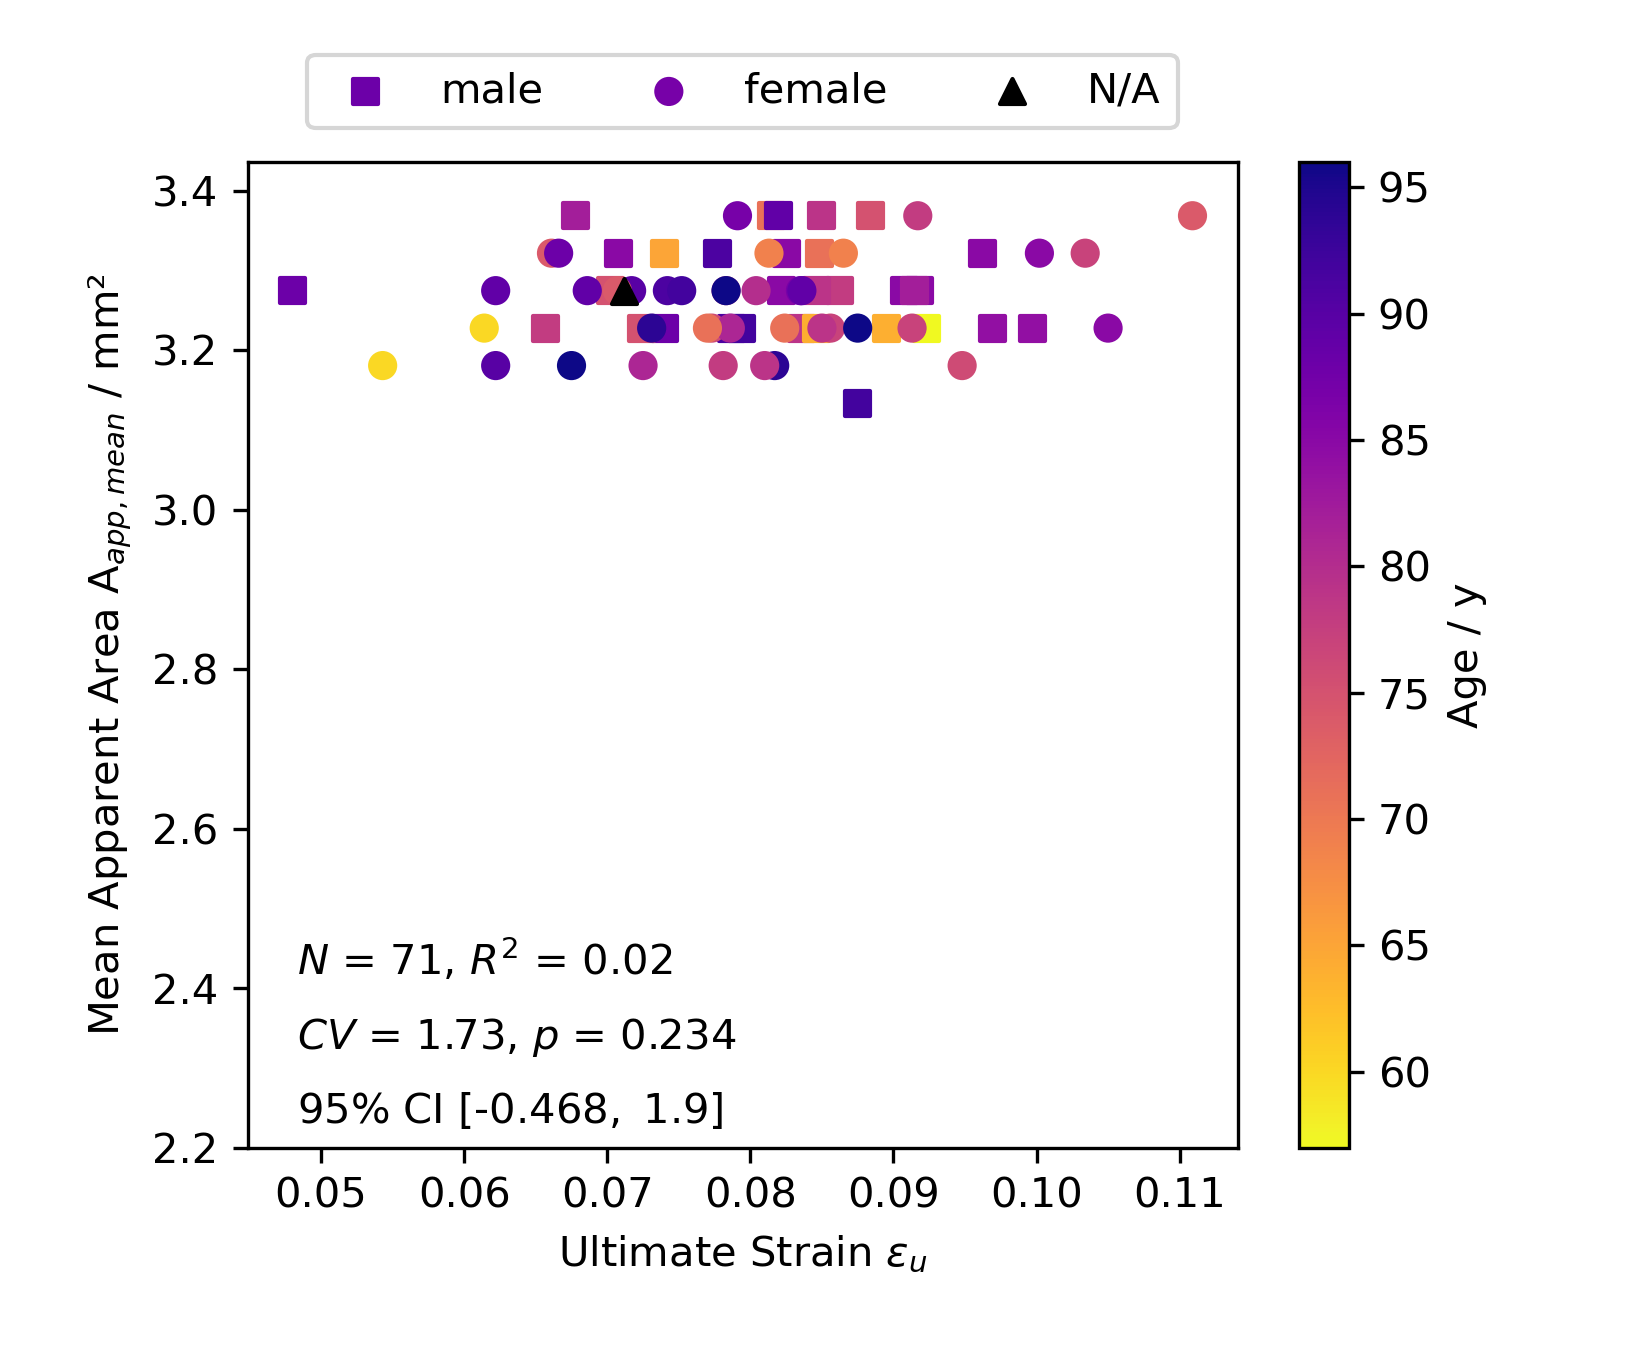 male female N/A
3.4
3.2
3.0
2.8
2.6
2.4
2.2
Mean Apparent Area A_{app, mean} / mm²
N = 71, R² = 0.02
CV = 1.73, p = 0.234
95% CI [-0.468, 1.9]
0.05 0.06 0.07 0.08 0.09 0.10 0.11
Ultimate Strain ε_u
95
90
85
80
75
70
65
60
Age / y